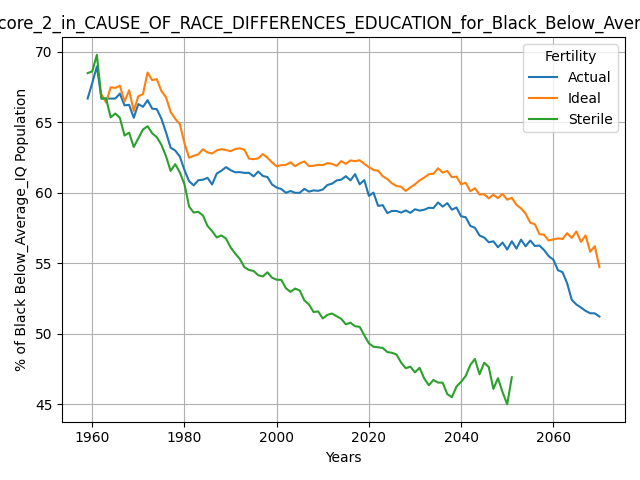 core_2_in_CAUSE_OF_RACE_DIFFERENCES_EDUCATION_for_Black_Below_Aver
Fertility
Actual
Ideal
Sterile
% of Black Below_Average_IQ Population
70
65
60
55
50
45
1960
1980
2000
2020
2040
2060
Years